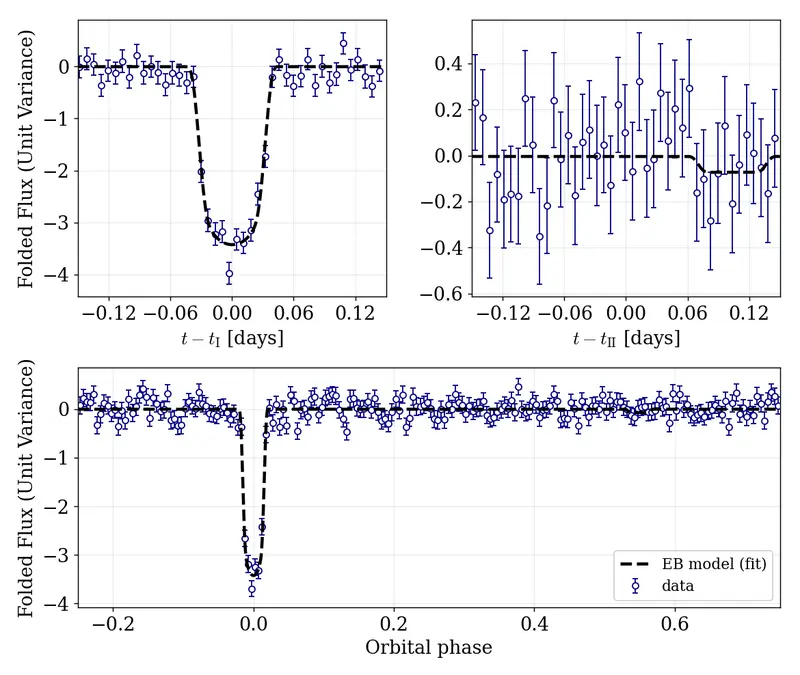 Folded Flux (Unit Variance)
0
−1
−2
−3
−4
−0.12 −0.06 0.00 0.06 0.12
t − tI [days]
0.4
0.2
0.0
−0.2
−0.4
−0.6
−0.12 −0.06 0.00 0.06 0.12
t − tII [days]
Folded Flux (Unit Variance)
0
−1
−2
−3
−4
−0.2 0.0 0.2 0.4 0.6
Orbital phase
EB model (fit)
data